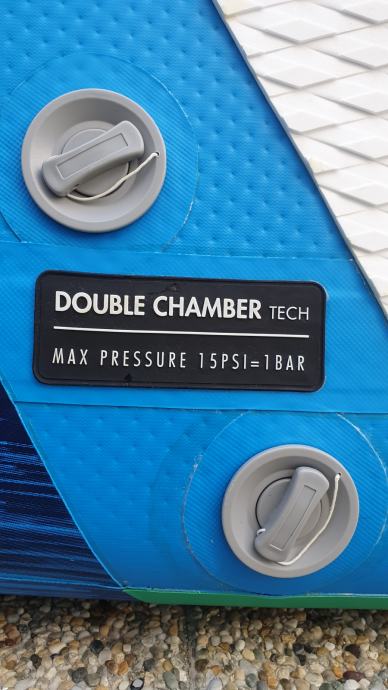 DOUBLE CHAMBER TECH
MAX PRESSURE 15PSI=1BAR